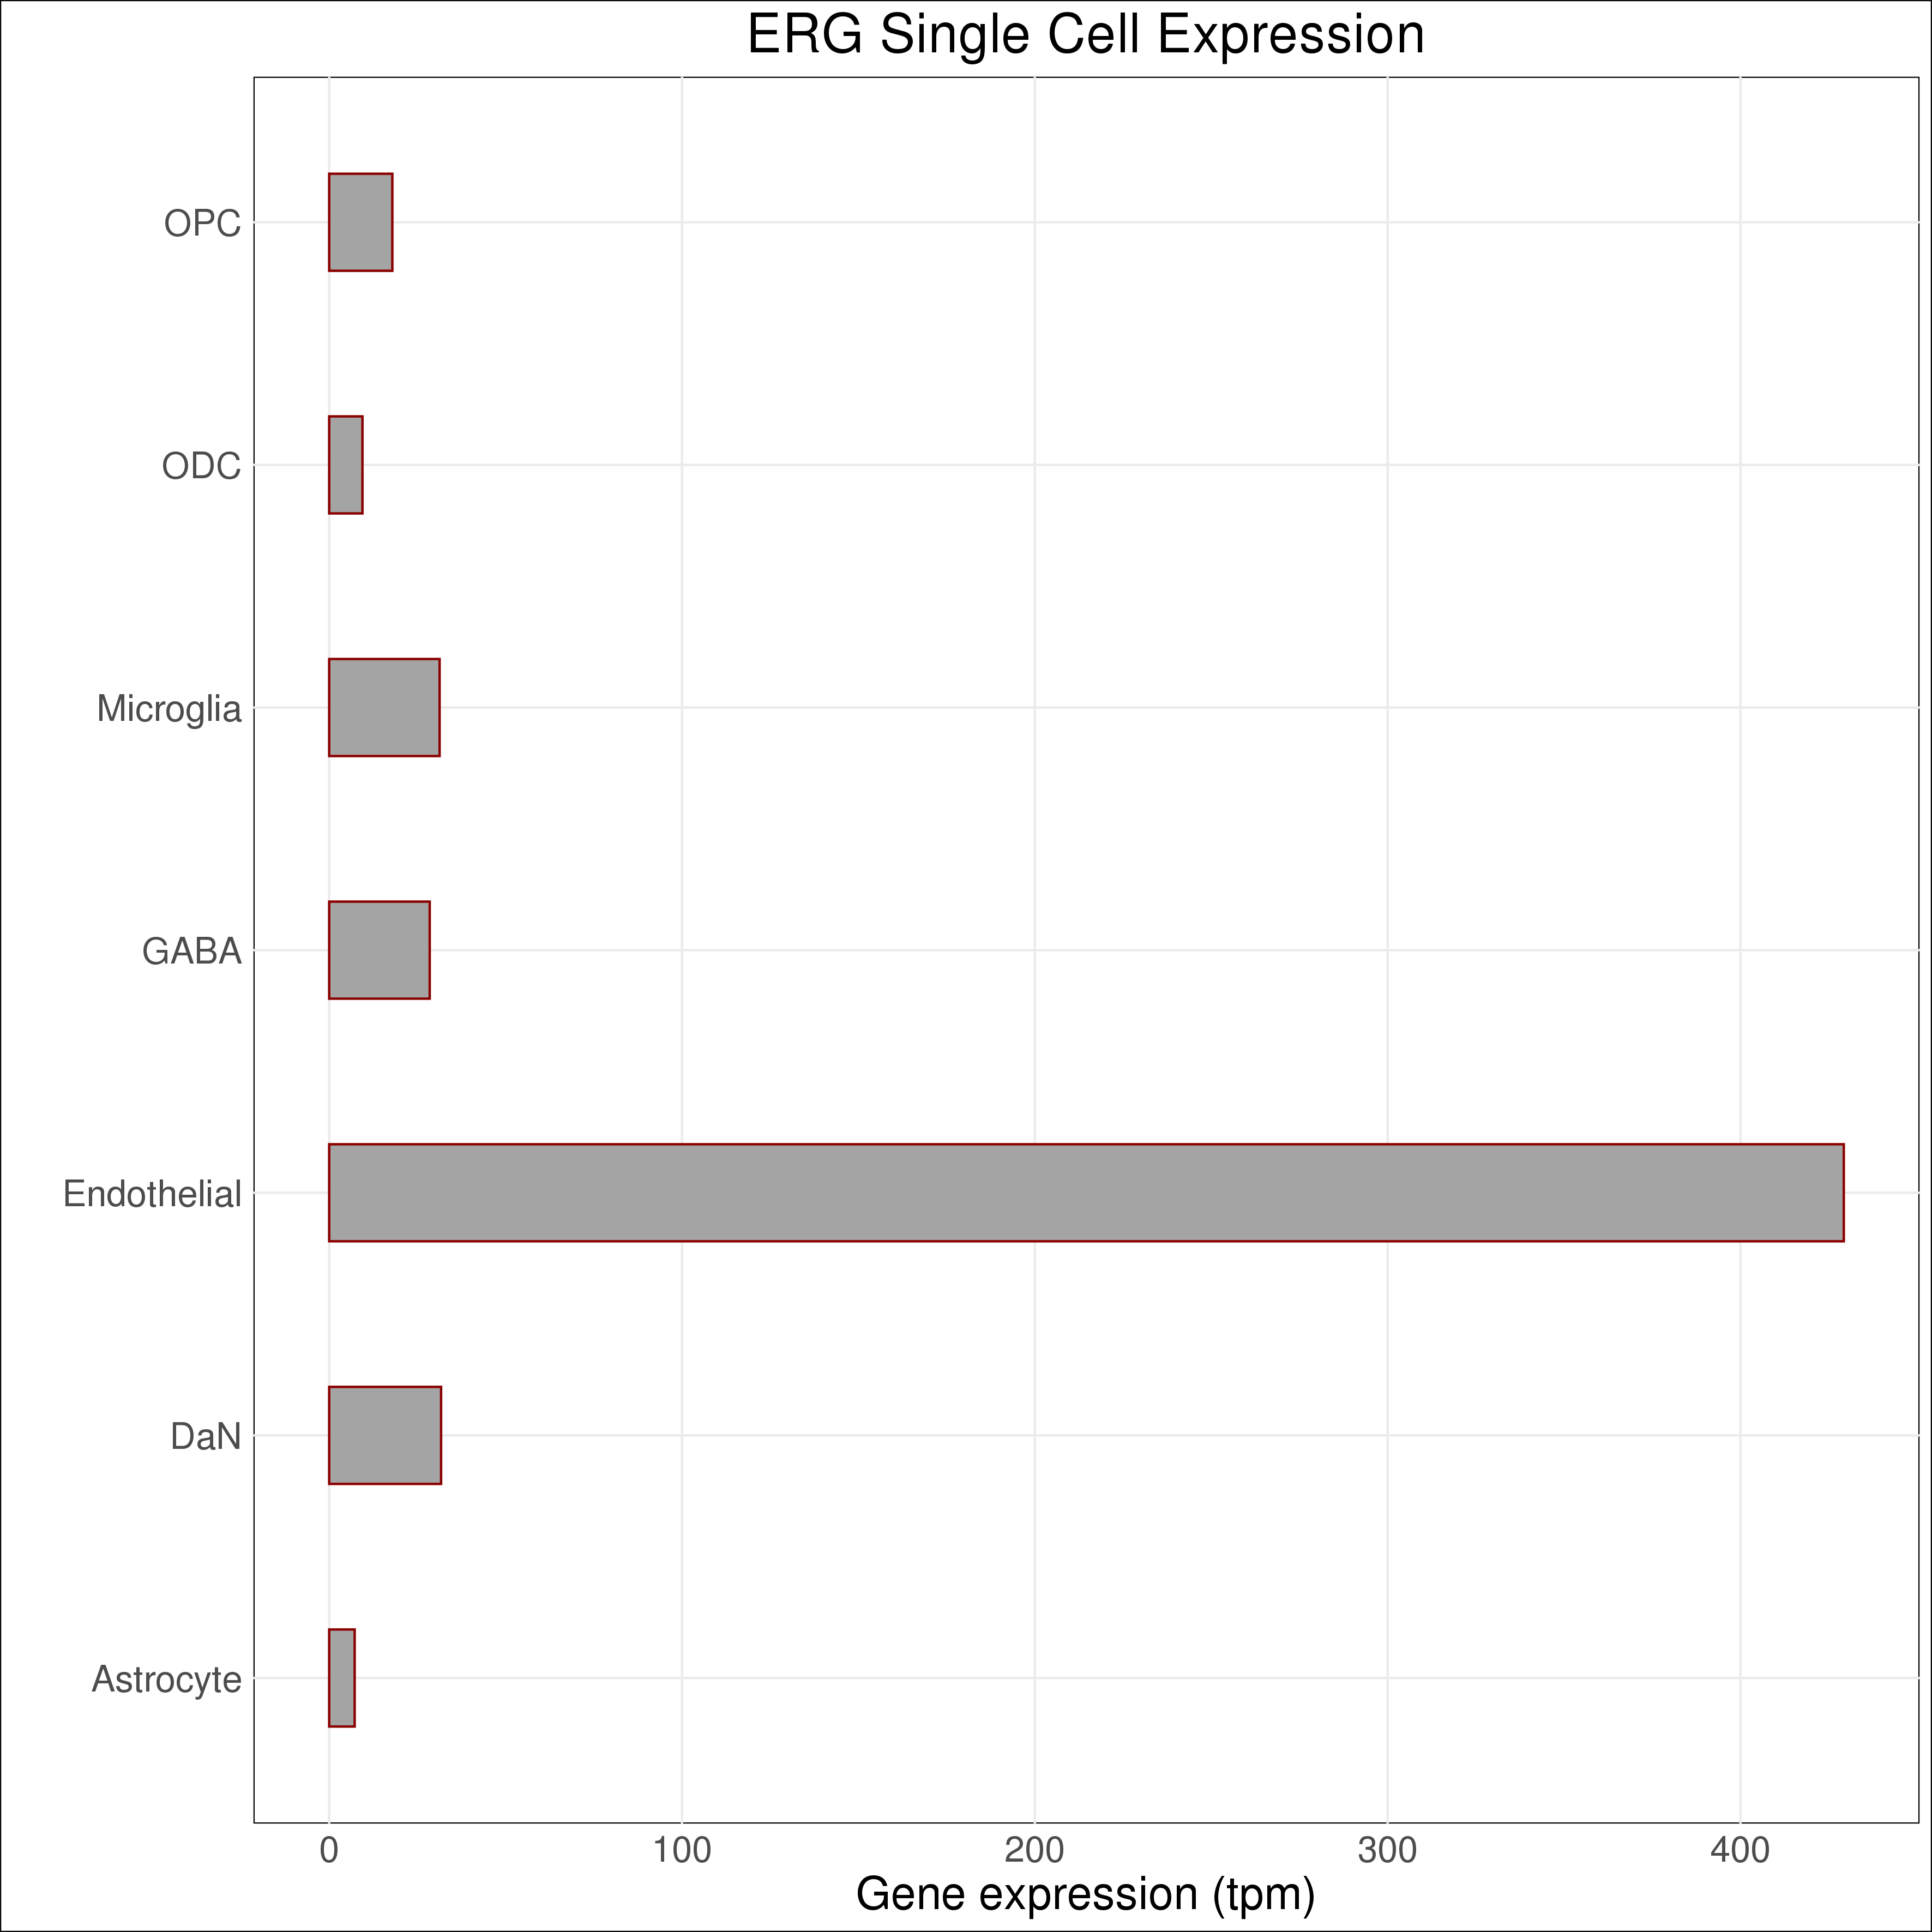 ERG Single Cell Expression
OPC
ODC
Microglia
GABA
Endothelial
DaN
Astrocyte
0 100 200 300 400
Gene expression (tpm)